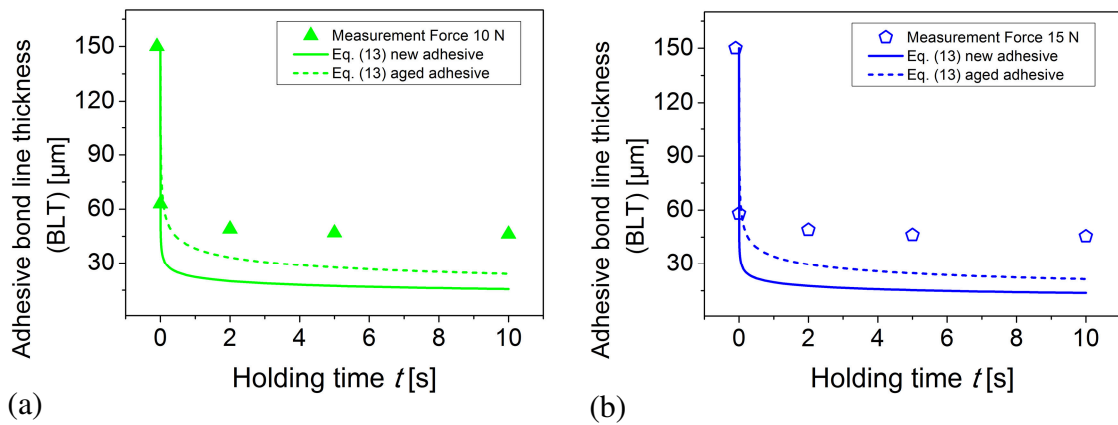 Measurement Force 10 N
Eq. (13) new adhesive
Eq. (13) aged adhesive
Adhesive bond line thickness
(BLT) [µm]
150
120
90
60
30
0 2 4 6 8 10
Holding time t [s]
(a)
Measurement Force 15 N
Eq. (13) new adhesive
Eq. (13) aged adhesive
Adhesive bond line thickness
(BLT) [µm]
150
120
90
60
30
0 2 4 6 8 10
Holding time t [s]
(b)